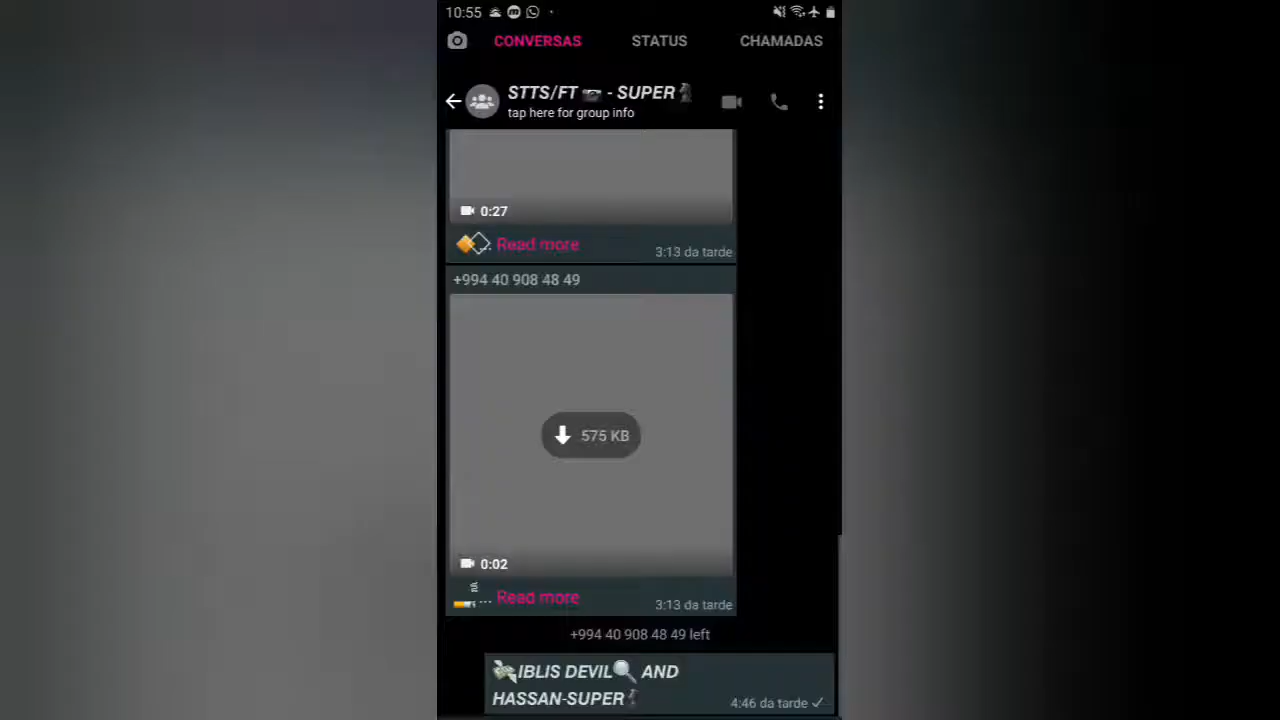 10:55
CONVERSAS STATUS CHAMADAS
STTS/FT 📷 - SUPER
tap here for group info
0:27
... Read more 3:13 da tarde
+994 40 908 48 49
575 KB
0:02
... Read more 3:13 da tarde
+994 40 908 48 49 left
💸IBLIS DEVIL🔍 AND
HASSAN-SUPER
4:46 da tarde ✓